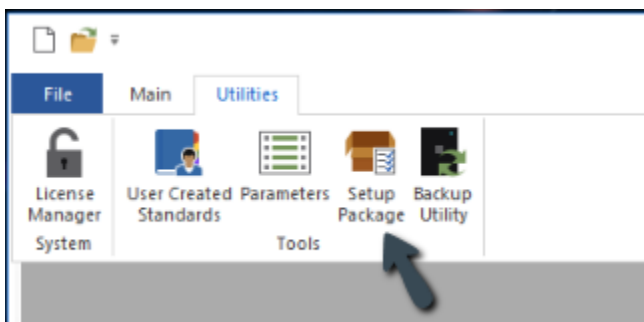 File Main Utilities
License Manager
User Created Standards
Parameters
Setup Package
Backup Utility
System
Tools